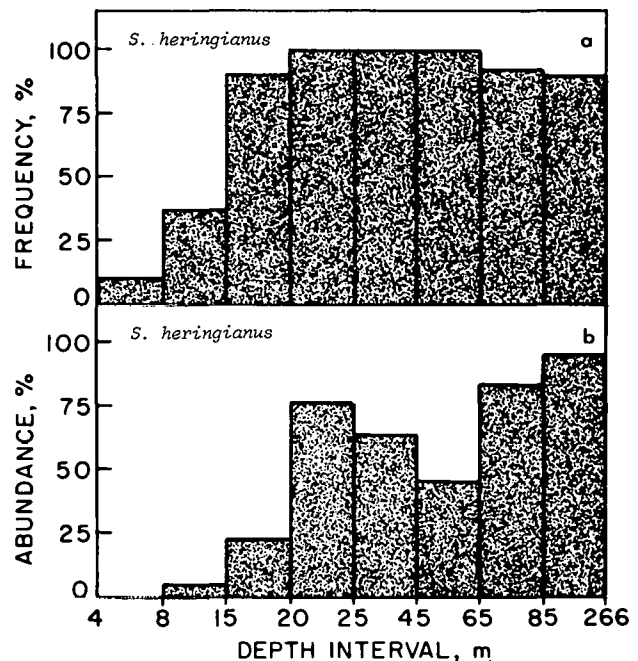 S. heringianus
a
100
75
50
25
0
FREQUENCY, %
S. heringianus
b
100
75
50
25
0
ABUNDANCE, %
4 8 15 20 25 45 65 85 266
DEPTH INTERVAL, m